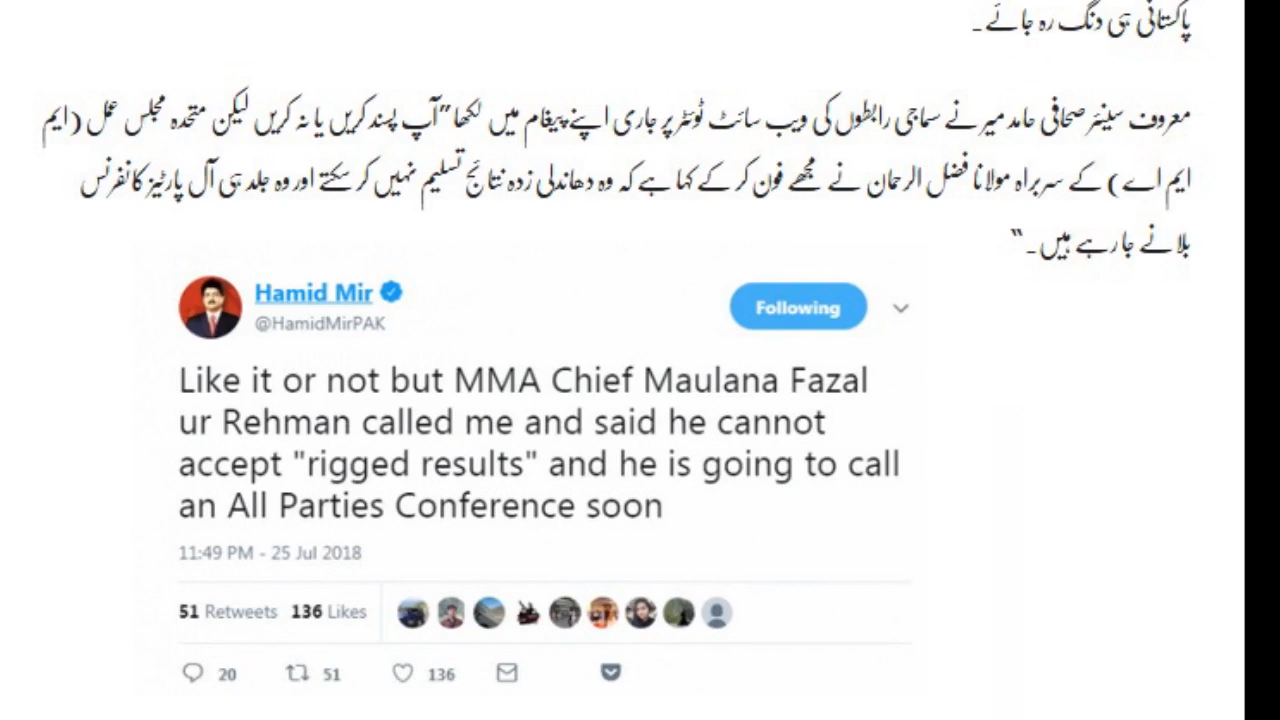 پاکستانی ہی دنگ رہ جائے۔
معروف سینئر صحافی حامد میر نے سماجی رابطوں کی ویب سائٹ ٹوئٹر پر جاری اپنے پیغام میں لکھا”آپ پسند کریں یا نہ کریں لیکن متحدہ مجلس عمل (ایم
ایم اے) کے سربراہ مولانا فضل الرحمان نے مجھے فون کر کے کہا ہے کہ وہ دھاندلی زدہ نتائج تسلیم نہیں کر سکتے اور وہ جلد ہی آل پارٹیز کانفرنس
بلانے جا رہے ہیں۔“
Hamid Mir
@HamidMirPAK
Following
Like it or not but MMA Chief Maulana Fazal
ur Rehman called me and said he cannot
accept "rigged results" and he is going to call
an All Parties Conference soon
11:49 PM - 25 Jul 2018
51 Retweets 136 Likes
20 51 136